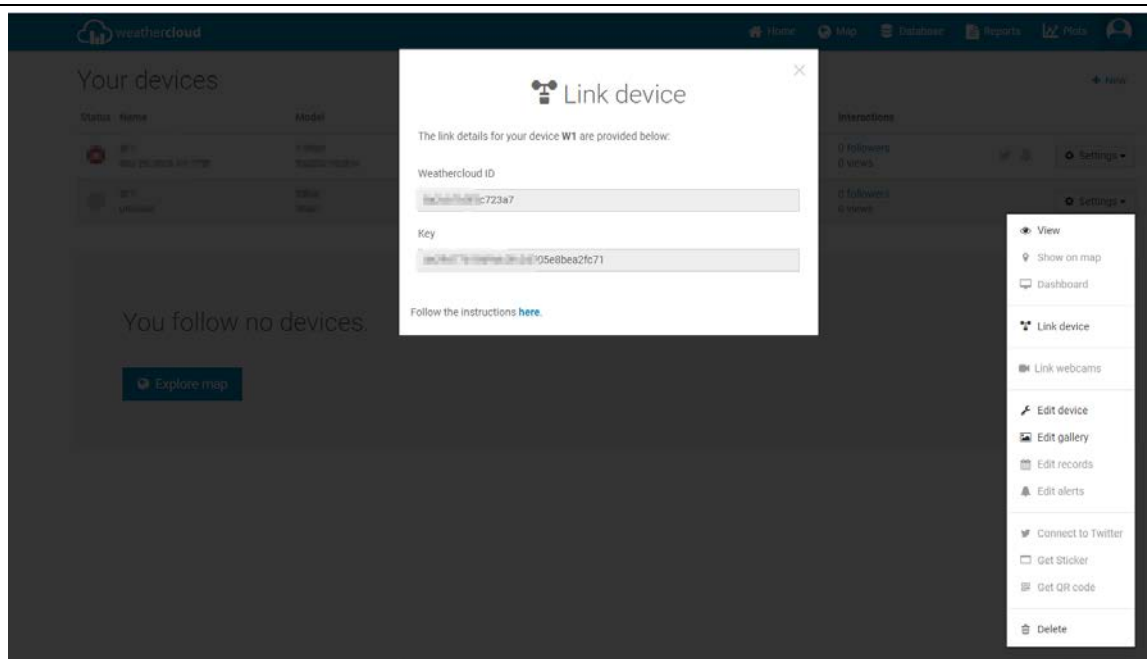 weathercloud
Home Map Database Reports Plots
Your devices
+ New
Status Name Model Interactions
0 followers
0 views
Settings
0 followers
0 views
Settings
Link device
The link details for your device W1 are provided below:
Weathercloud ID
c723a7
Key
05e8bea2fc71
Follow the instructions here.
You follow no devices.
Explore map
View
Show on map
Dashboard
Link device
Link webcams
Edit device
Edit gallery
Edit records
Edit alerts
Connect to Twitter
Get Sticker
Get QR code
Delete